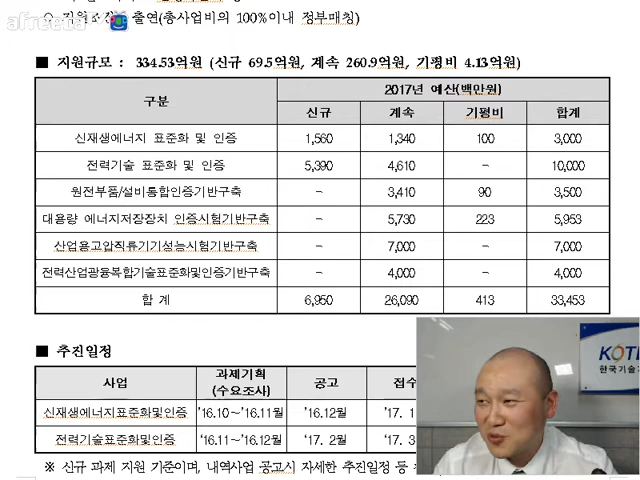 afreeca
○ 지원조건 : 출연(총사업비의 100%이내 정부매칭)
■ 지원규모 : 334.53억원 (신규 69.5억원, 계속 260.9억원, 기평비 4.13억원)
구분 2017년 예산(백만원)
신규 계속 기평비 합계
신재생에너지 표준화 및 인증 1,560 1,340 100 3,000
전력기술 표준화 및 인증 5,390 4,610 - 10,000
원전부품/설비통합인증기반구축 - 3,410 90 3,500
대용량 에너지저장장치 인증시험기반구축 - 5,730 223 5,953
산업용고압직류기기성능시험기반구축 - 7,000 - 7,000
전력산업광융복합기술표준화및인증기반구축 - 4,000 - 4,000
합 계 6,950 26,090 413 33,453
■ 추진일정
사업 과제기획 (수요조사) 공고 접수
신재생에너지표준화및인증 '16.10～'16.11월 '16.12월 '17. 1
전력기술표준화및인증 '16.11～'16.12월 '17. 2월 '17. 3
※ 신규 과제 지원 기준이며, 내역사업 공고시 자세한 추진일정 등
KOT
한국기술